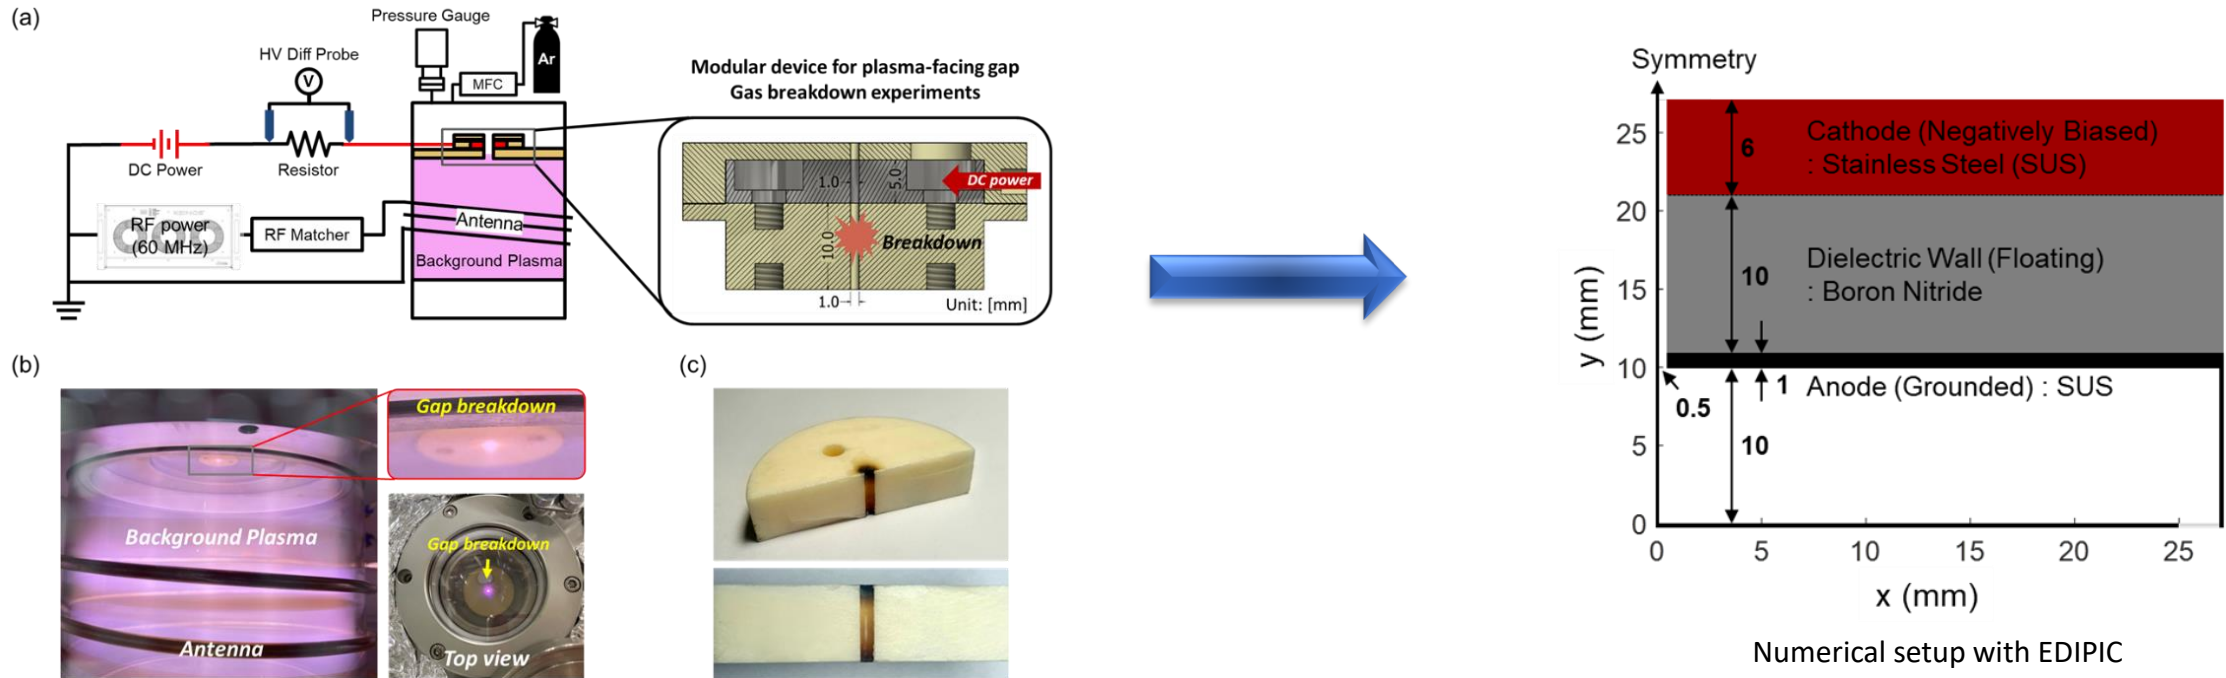 (a)
Pressure Gauge
HV Diff Probe
V
Ar
MFC
DC Power
Resistor
RF power
(60 MHz)
RF Matcher
Antenna
Background Plasma
Modular device for plasma-facing gap
Gas breakdown experiments
1.0
5.0
DC power
10.0
Breakdown
1.0
Unit: [mm]
(b)
Gap breakdown
Background Plasma
Antenna
Gap breakdown
Top view
(c)
Symmetry
25
20
15
10
5
0
y (mm)
6
Cathode (Negatively Biased)
: Stainless Steel (SUS)
10
Dielectric Wall (Floating)
: Boron Nitride
0.5
1
Anode (Grounded) : SUS
10
0 5 10 15 20 25
x (mm)
Numerical setup with EDIPIC